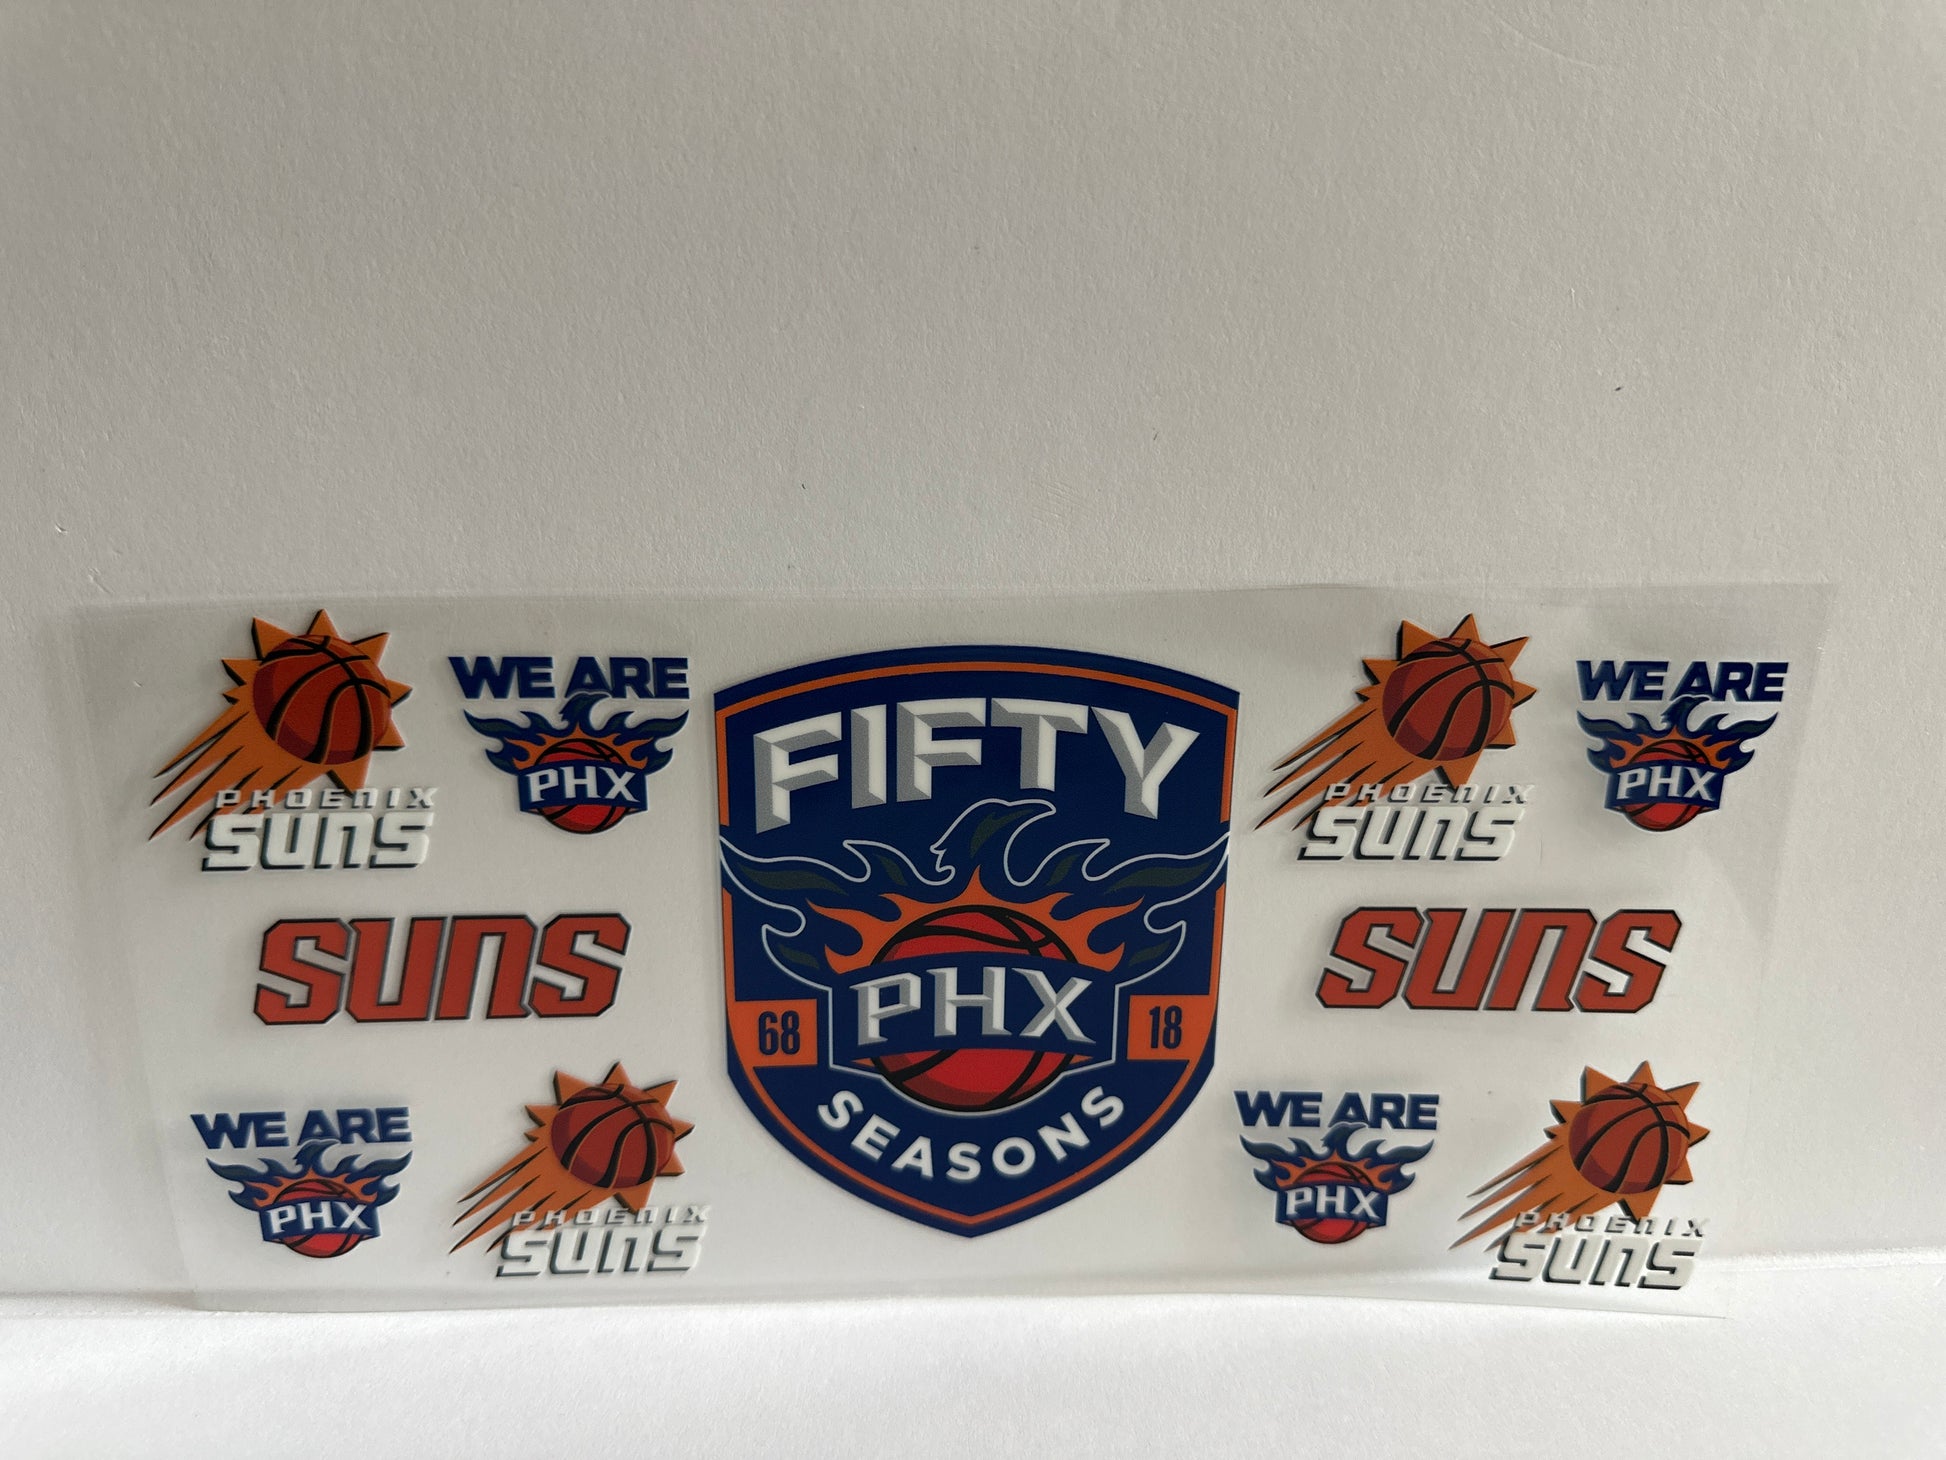 WE ARE
PHX
PHOENIX
SUNS
SUNS
WE ARE
PHX
PHOENIX
SUNS
FIFTY
PHX
68 18
SEASONS
PHOENIX
SUNS
WE ARE
PHX
SUNS
WE ARE
PHX
PHOENIX
SUNS